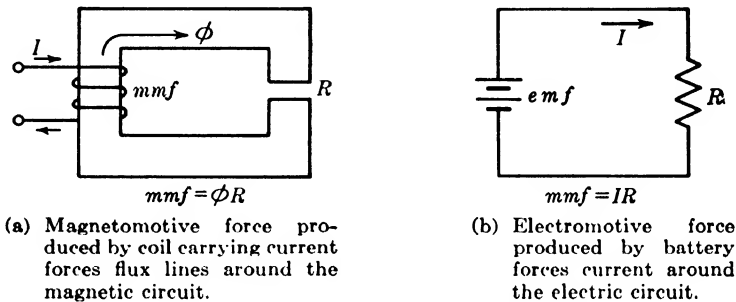 I
ϕ
mmf
R
mmf=ϕR
(a) Magnetomotive force pro-
duced by coil carrying current
forces flux lines around the
magnetic circuit.
I
emf
R
mmf=IR
(b) Electromotive force
produced by battery
forces current around
the electric circuit.